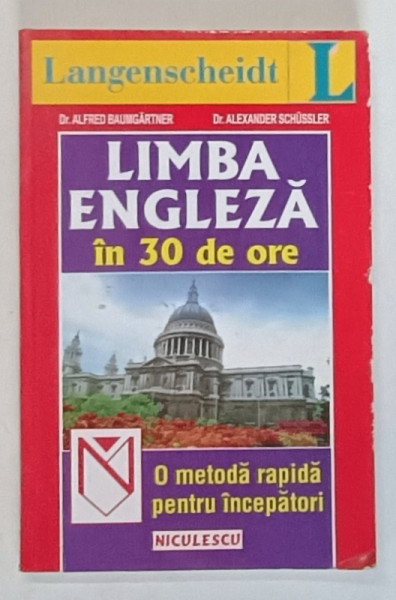 Langenscheidt L
Dr. ALFRED BAUMGÄRTNER Dr. ALEXANDER SCHÜSSLER
LIMBA
ENGLEZĂ
în 30 de ore
N
O metodă rapidă
pentru începători
NICULESCU